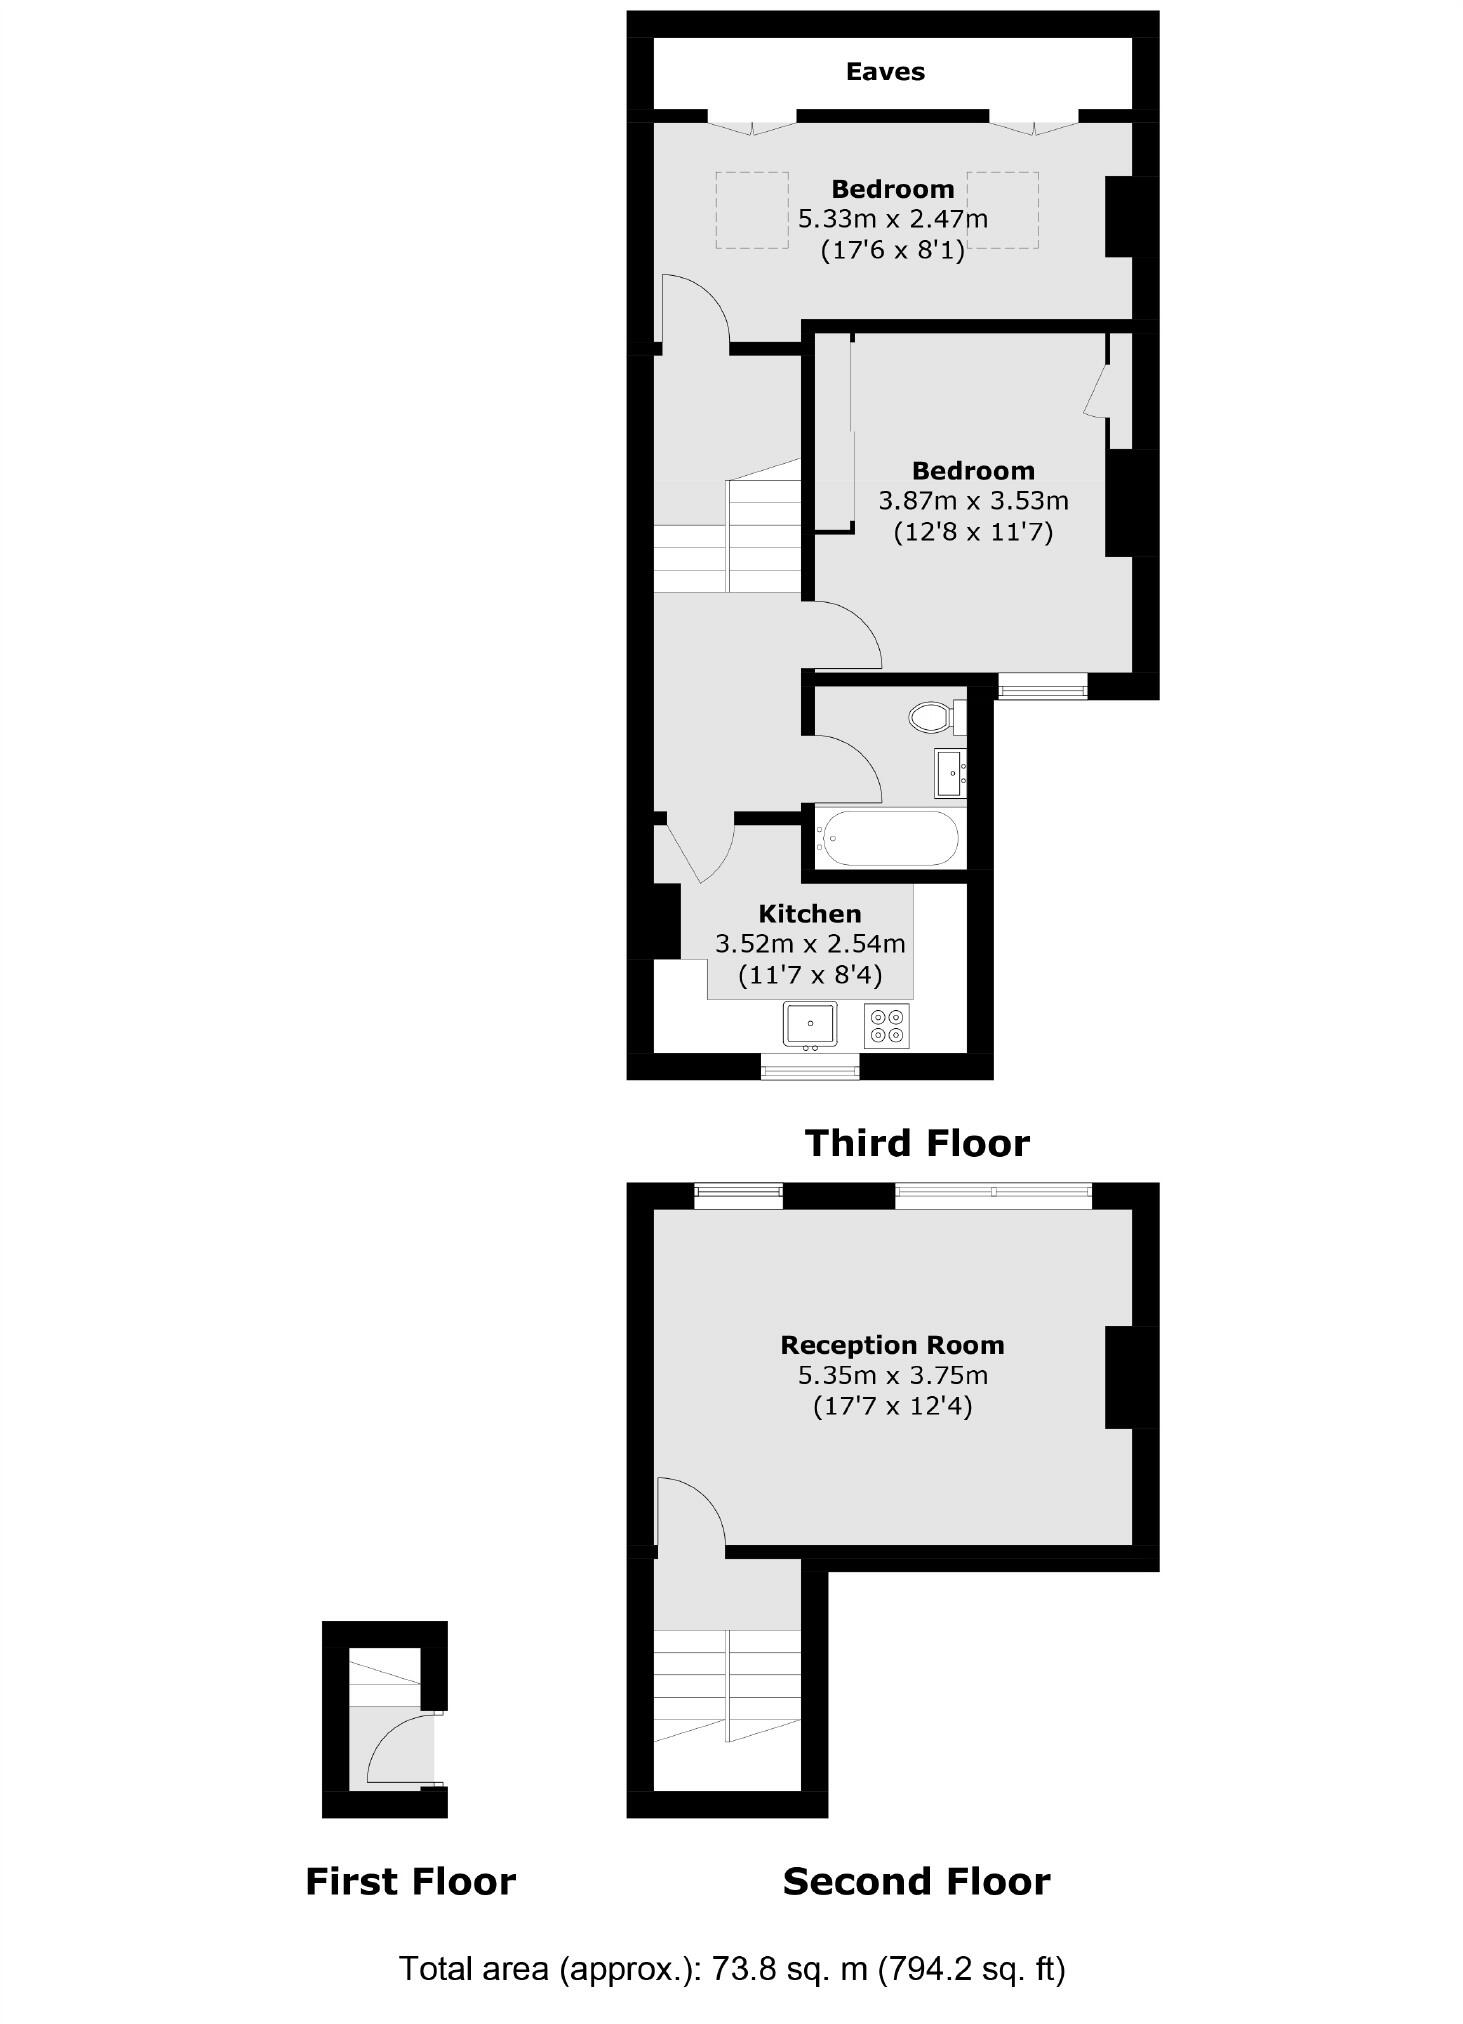 Eaves
Bedroom
5.33m x 2.47m
(17'6 x 8'1)
Bedroom
3.87m x 3.53m
(12'8 x 11'7)
Kitchen
3.52m x 2.54m
(11'7 x 8'4)
Third Floor
Reception Room
5.35m x 3.75m
(17'7 x 12'4)
First Floor
Second Floor
Total area (approx.): 73.8 sq. m (794.2 sq. ft)